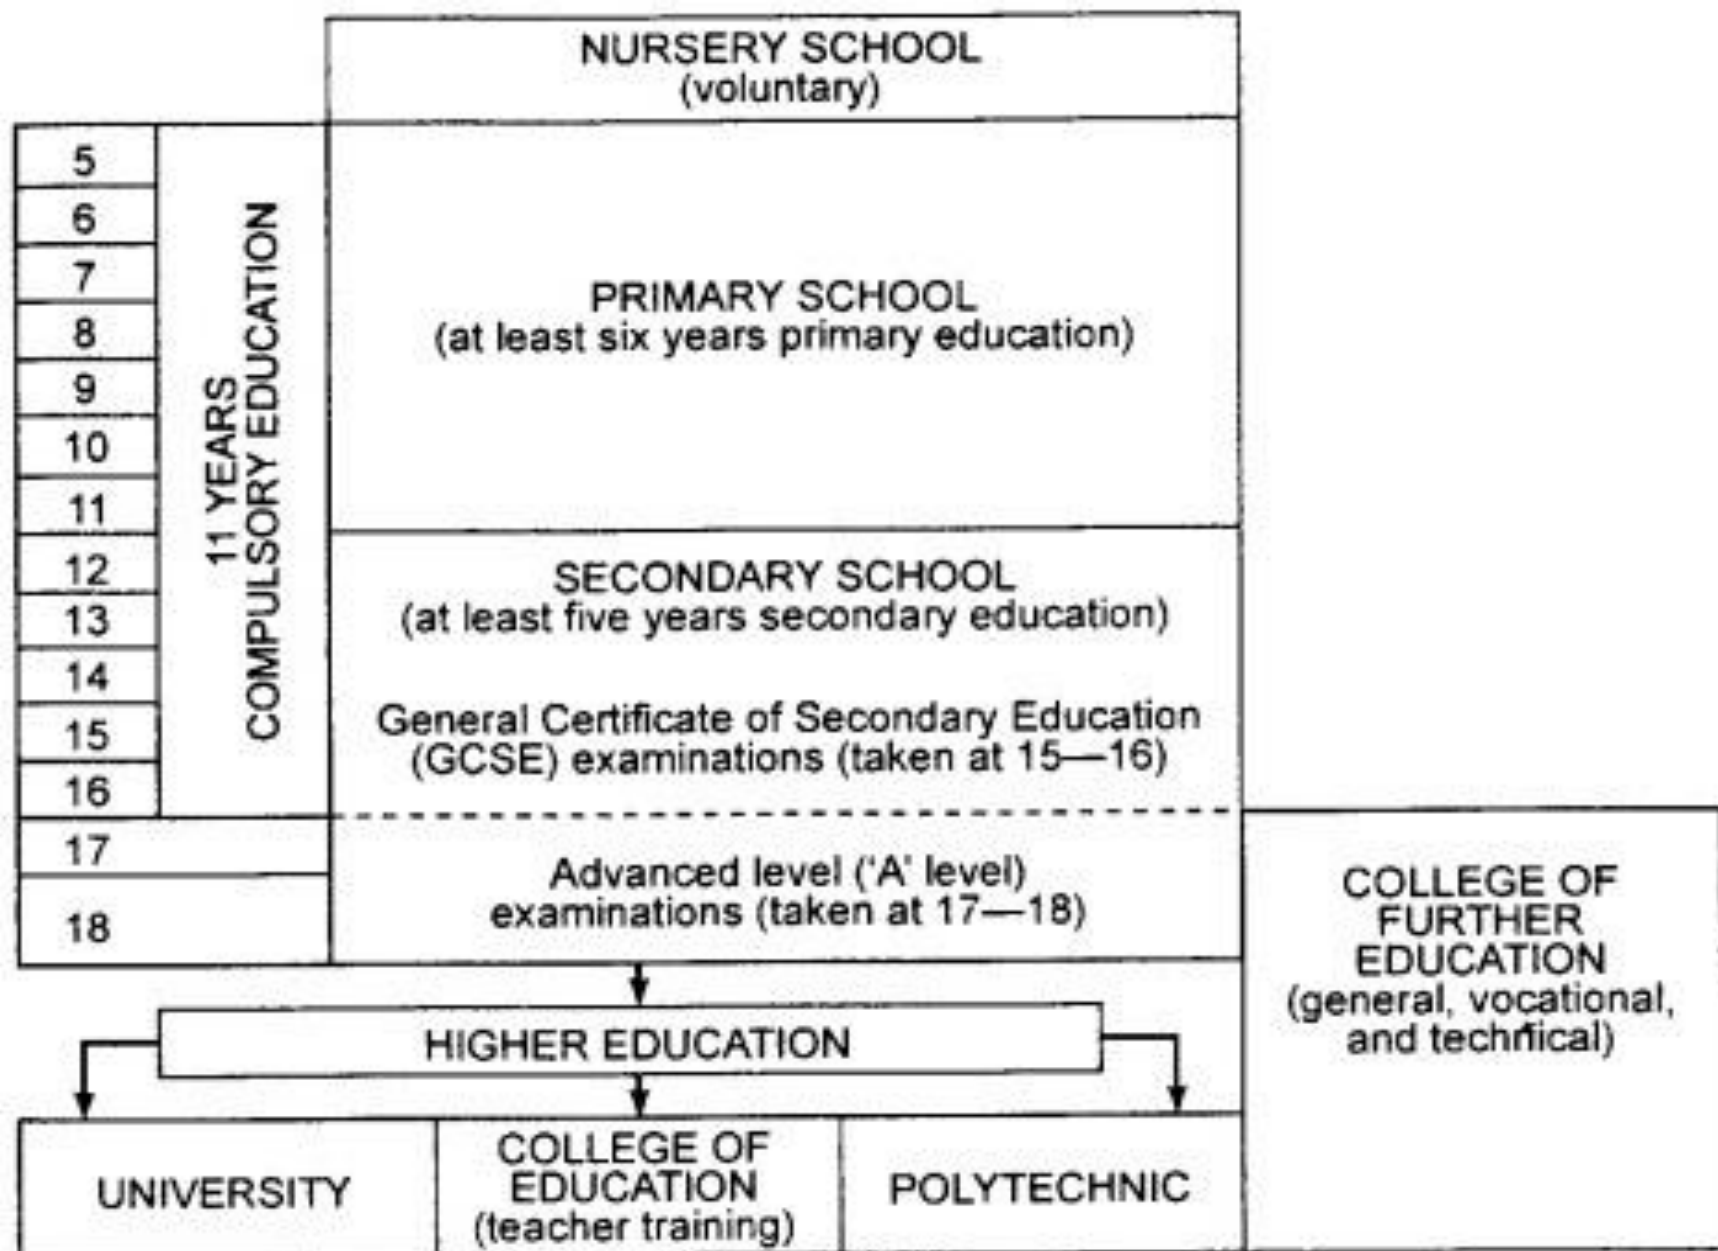 NURSERY SCHOOL
(voluntary)
5
6
7
8
9
10
11
12
13
14
15
16
17
18
11 YEARS
COMPULSORY EDUCATION
PRIMARY SCHOOL
(at least six years primary education)
SECONDARY SCHOOL
(at least five years secondary education)
General Certificate of Secondary Education
(GCSE) examinations (taken at 15—16)
Advanced level ('A' level)
examinations (taken at 17—18)
COLLEGE OF
FURTHER
EDUCATION
(general, vocational,
and technical)
HIGHER EDUCATION
UNIVERSITY
COLLEGE OF
EDUCATION
(teacher training)
POLYTECHNIC